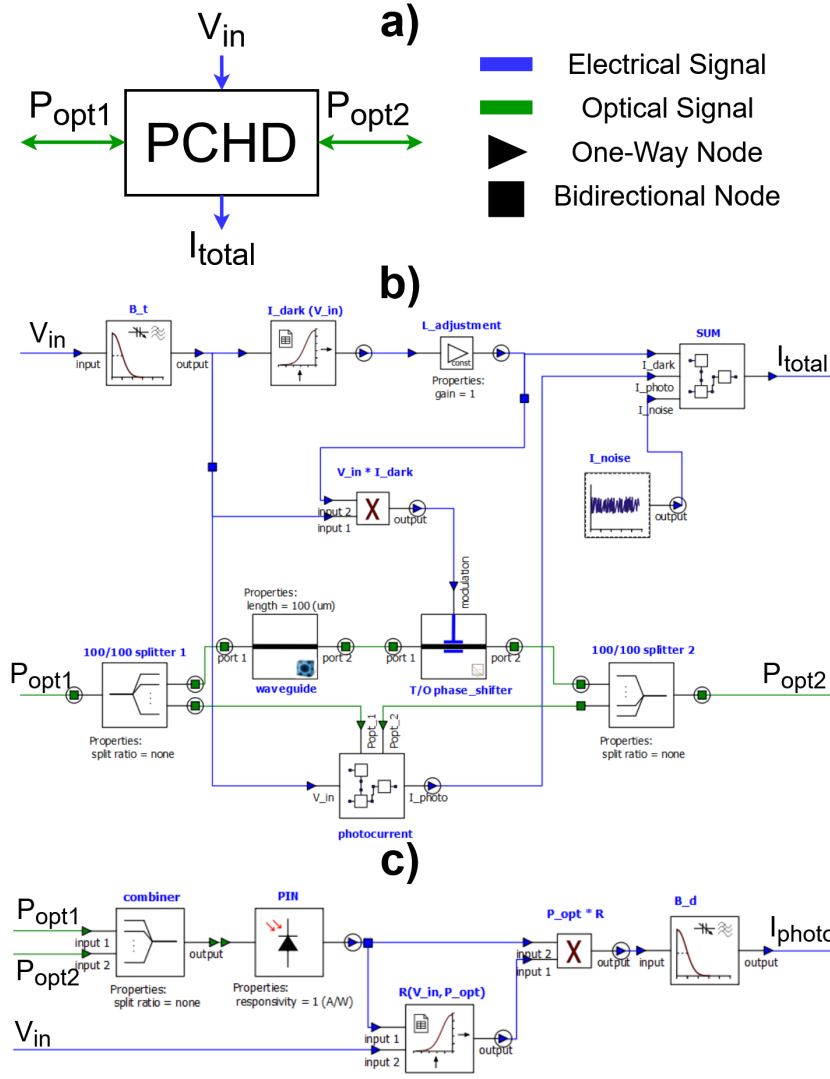 a)
V_in
P_opt1
PCHD
P_opt2
I_total
Electrical Signal
Optical Signal
One-Way Node
Bidirectional Node
b)
V_in
B_t
input
output
I_dark (V_in)
L_adjustment
const
Properties:
gain = 1
SUM
I_dark
I_photo
I_noise
I_total
I_noise
output
V_in * I_dark
input 2
input 1
X
output
modulation
Properties:
length = 100 (um)
port 1
port 2
waveguide
port 1
port 2
T/O phase_shifter
100/100 splitter 1
P_opt1
Properties:
split ratio = none
100/100 splitter 2
P_opt2
Properties:
split ratio = none
Popt_1
Popt_2
V_in
I_photo
photocurrent
c)
combiner
P_opt1
input 1
P_opt2
input 2
output
Properties:
split ratio = none
PIN
Properties:
responsivity = 1 (A/W)
V_in
R(V_in, P_opt)
input 1
input 2
output
P_opt * R
input 2
input 1
X
output
B_d
input
output
I_photo